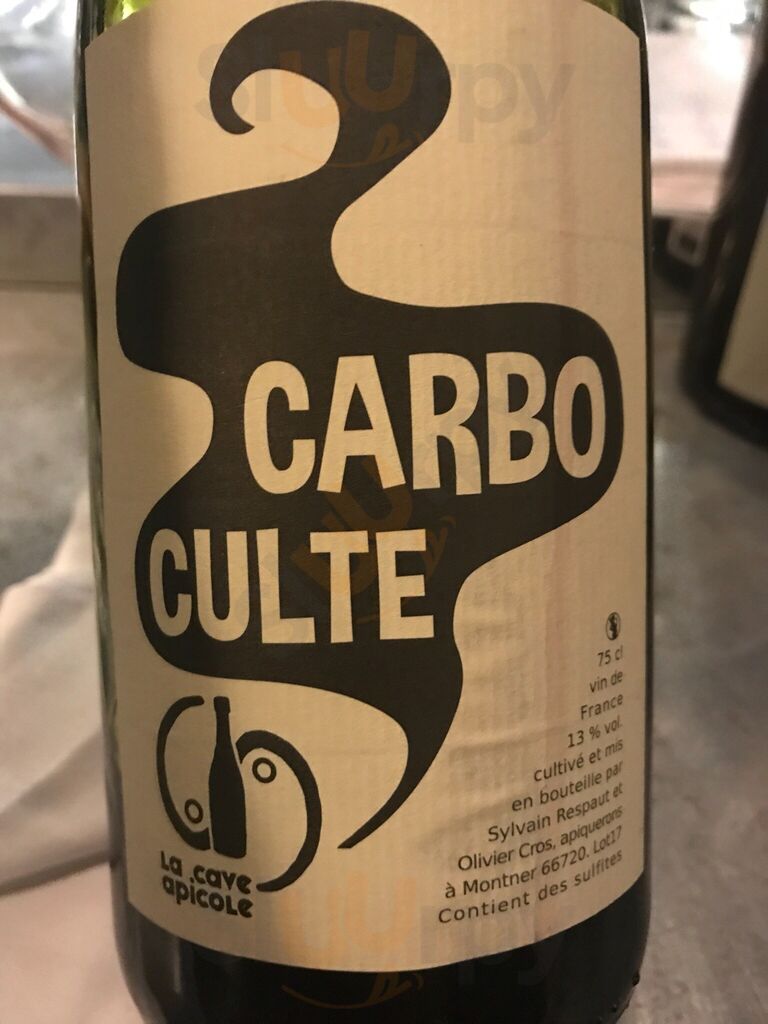 Sluurpy
CARBO
CULTE
75 cl
vin de
France
13 % vol.
cultivé et mis
en bouteille par
Sylvain Respaut et
Olivier Cros, apiquerons
à Montner 66720. Lot17
Contient des sulfites
La cave
apicole